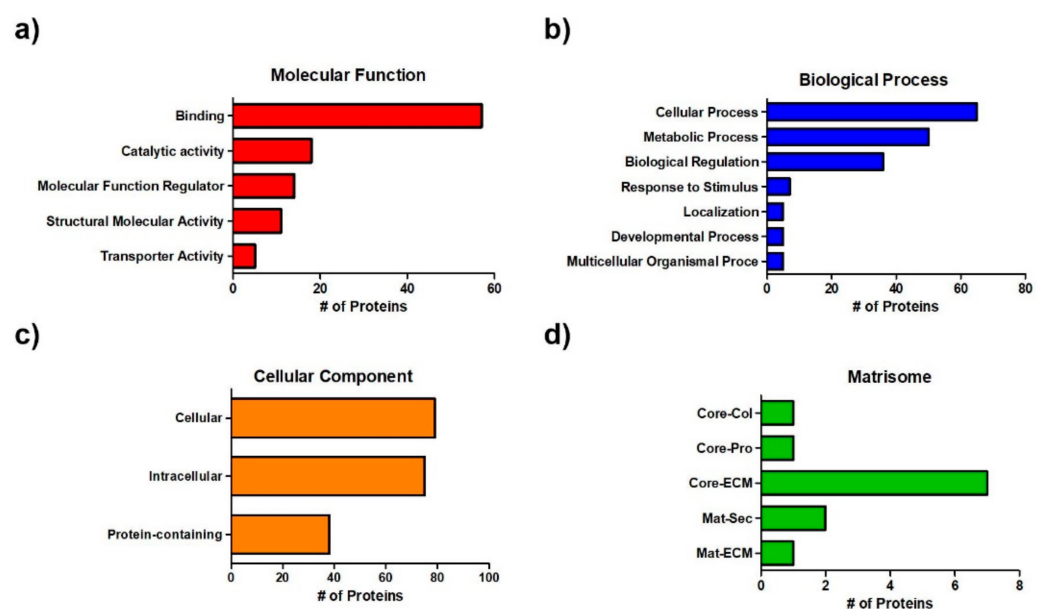 a)
Molecular Function
Binding
Catalytic activity
Molecular Function Regulator
Structural Molecular Activity
Transporter Activity
0 20 40 60
# of Proteins
b)
Biological Process
Cellular Process
Metabolic Process
Biological Regulation
Response to Stimulus
Localization
Developmental Process
Multicellular Organismal Proce
0 20 40 60 80
# of Proteins
c)
Cellular Component
Cellular
Intracellular
Protein-containing
0 20 40 60 80 100
# of Proteins
d)
Matrisome
Core-Col
Core-Pro
Core-ECM
Mat-Sec
Mat-ECM
0 2 4 6 8
# of Proteins